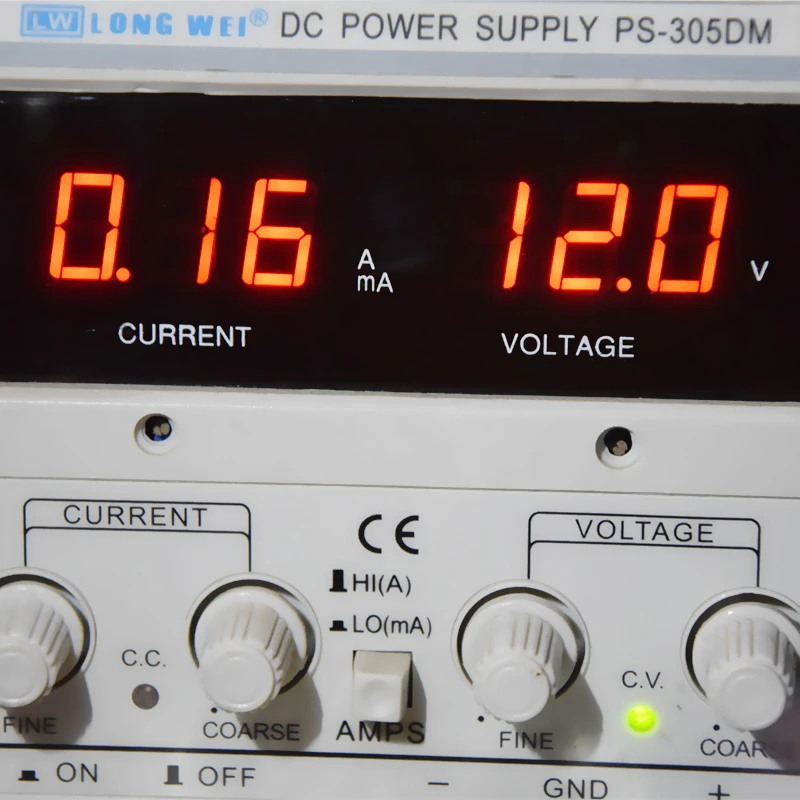 LW LONG WEI® DC POWER SUPPLY PS-305DM
0.16 A mA 12.0 V
CURRENT VOLTAGE
CURRENT CE VOLTAGE
HI(A)
LO(mA)
C.C. C.V.
FINE COARSE AMPS FINE COARS
ON OFF - GND +